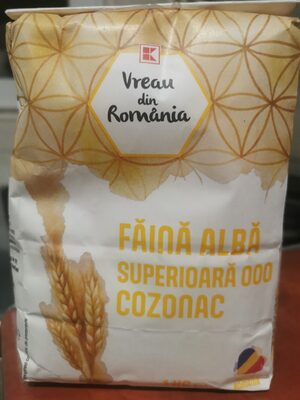 K
Vreau
din
România
FĂINĂ ALBĂ
SUPERIOARĂ 000
COZONAC